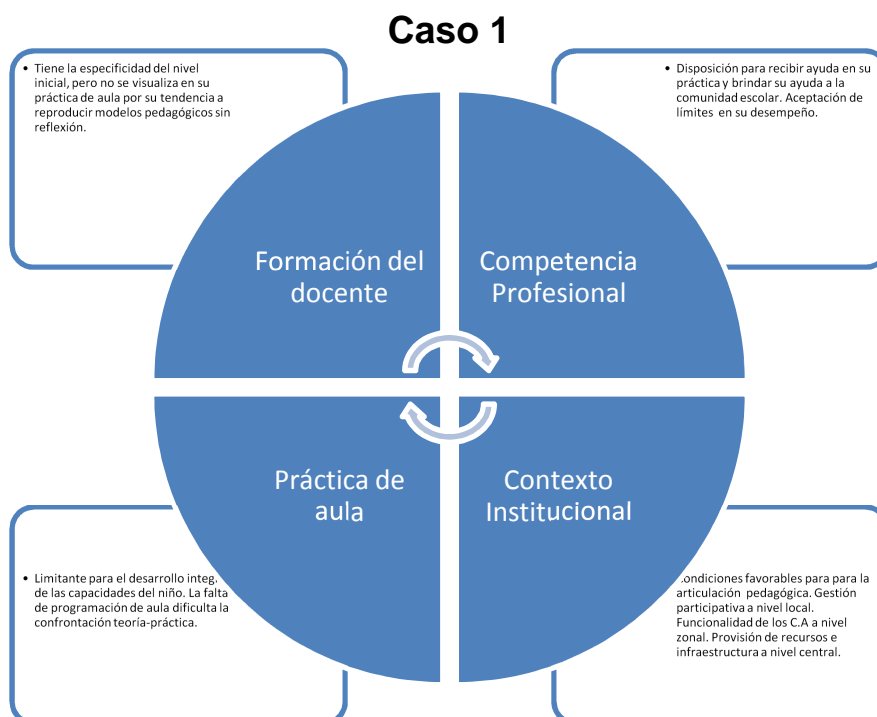 Caso 1
• Tiene la especificidad del nivel
inicial, pero no se visualiza en su
práctica de aula por su tendencia a
reproducir modelos pedagógicos sin
reflexión.
• Disposición para recibir ayuda en su
práctica y brindar su ayuda a la
comunidad escolar. Aceptación de
límites en su desempeño.
Formación del
docente
Competencia
Profesional
Práctica de
aula
Contexto
Institucional
• Limitante para el desarrollo integ
de las capacidades del niño. La falta
de programación de aula dificulta la
confrontación teoría-práctica.
ondiciones favorables para para la
articulación pedagógica. Gestión
participativa a nivel local.
Funcionalidad de los C.A a nivel
zonal. Provisión de recursos e
infraestructura a nivel central.